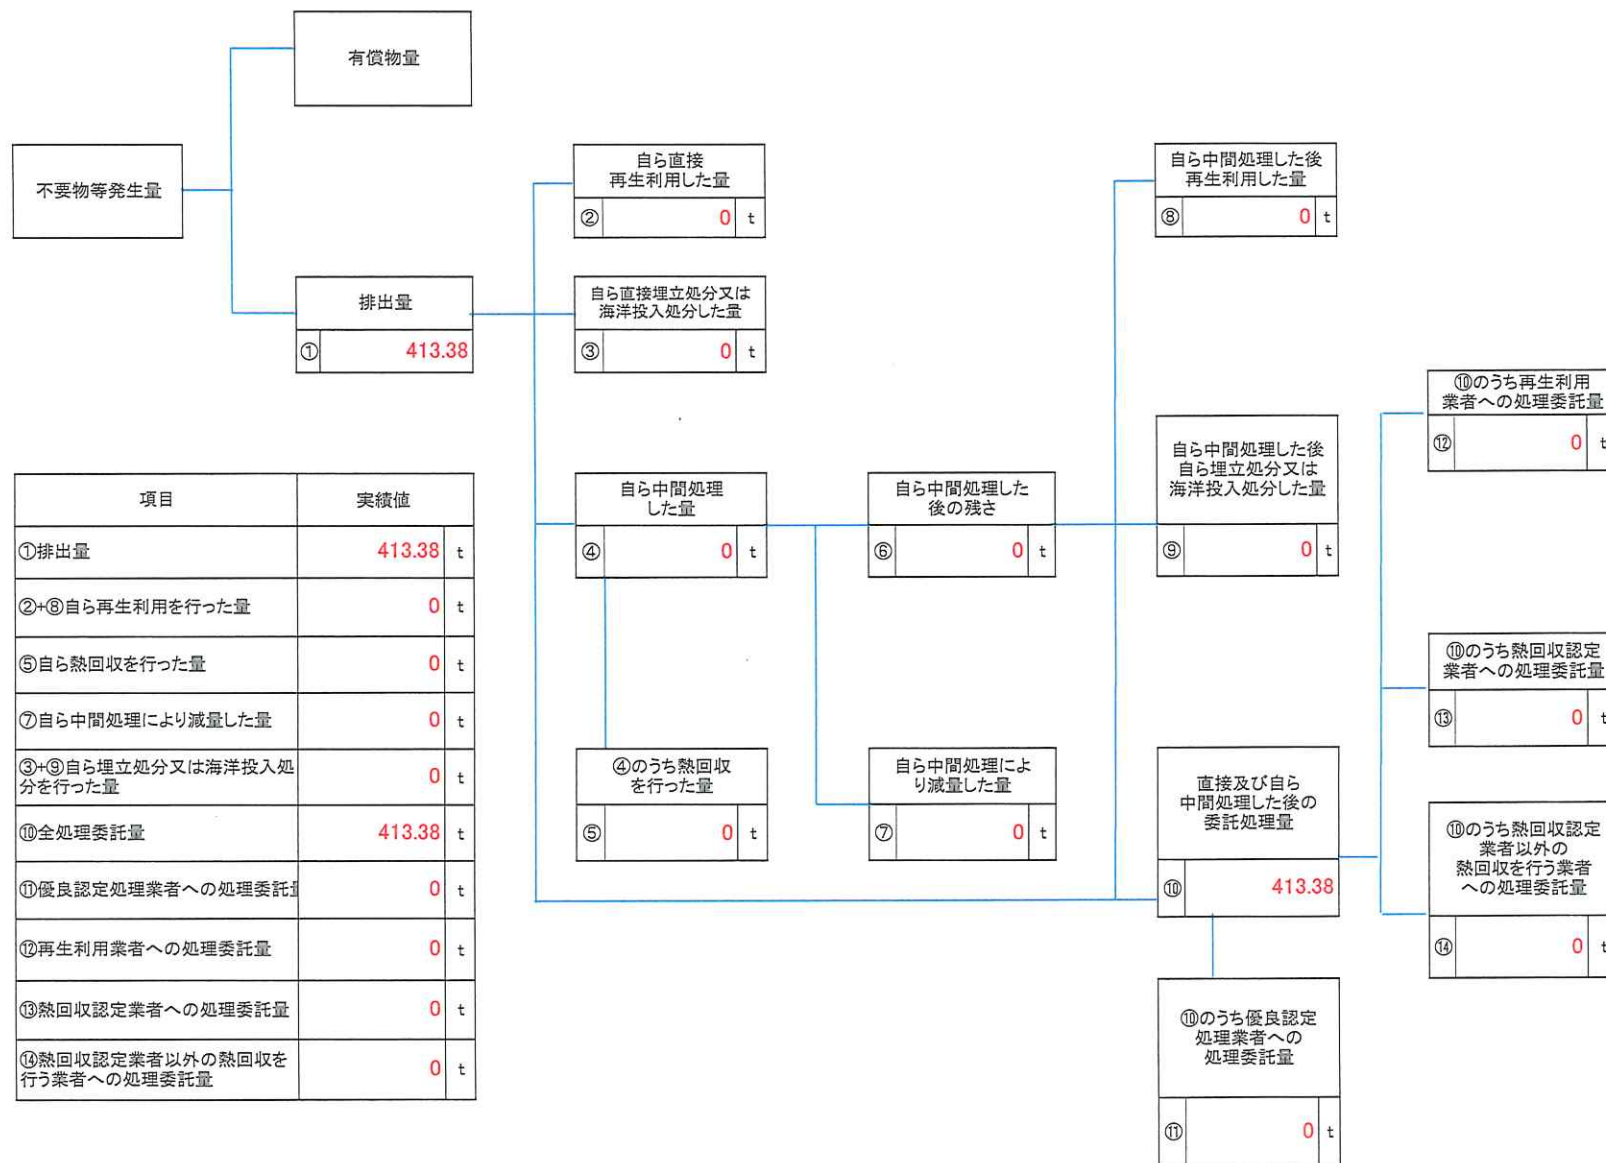 有償物量
不要物等発生量
排出量
① 413.38
自ら直接
再生利用した量
② 0 t
自ら直接埋立処分又は
海洋投入処分した量
③ 0 t
自ら中間処理
した量
④ 0 t
④のうち熱回収
を行った量
⑤ 0 t
自ら中間処理した
後の残さ
⑥ 0 t
自ら中間処理によ
り減量した量
⑦ 0 t
自ら中間処理した後
再生利用した量
⑧ 0 t
自ら中間処理した後
自ら埋立処分又は
海洋投入処分した量
⑨ 0 t
直接及び自ら
中間処理した後の
委託処理量
⑩ 413.38
⑩のうち優良認定
処理業者への
処理委託量
⑪ 0 t
⑩のうち再生利用
業者への処理委託量
⑫ 0 t
⑩のうち熱回収認定
業者への処理委託量
⑬ 0 t
⑩のうち熱回収認定
業者以外の
熱回収を行う業者
への処理委託量
⑭ 0 t
項目 実績値
①排出量 413.38 t
②+⑧自ら再生利用を行った量 0 t
⑤自ら熱回収を行った量 0 t
⑦自ら中間処理により減量した量 0 t
③+⑨自ら埋立処分又は海洋投入処
分を行った量 0 t
⑩全処理委託量 413.38 t
⑪優良認定処理業者への処理委託量 0 t
⑫再生利用業者への処理委託量 0 t
⑬熱回収認定業者への処理委託量 0 t
⑭熱回収認定業者以外の熱回収を
行う業者への処理委託量 0 t